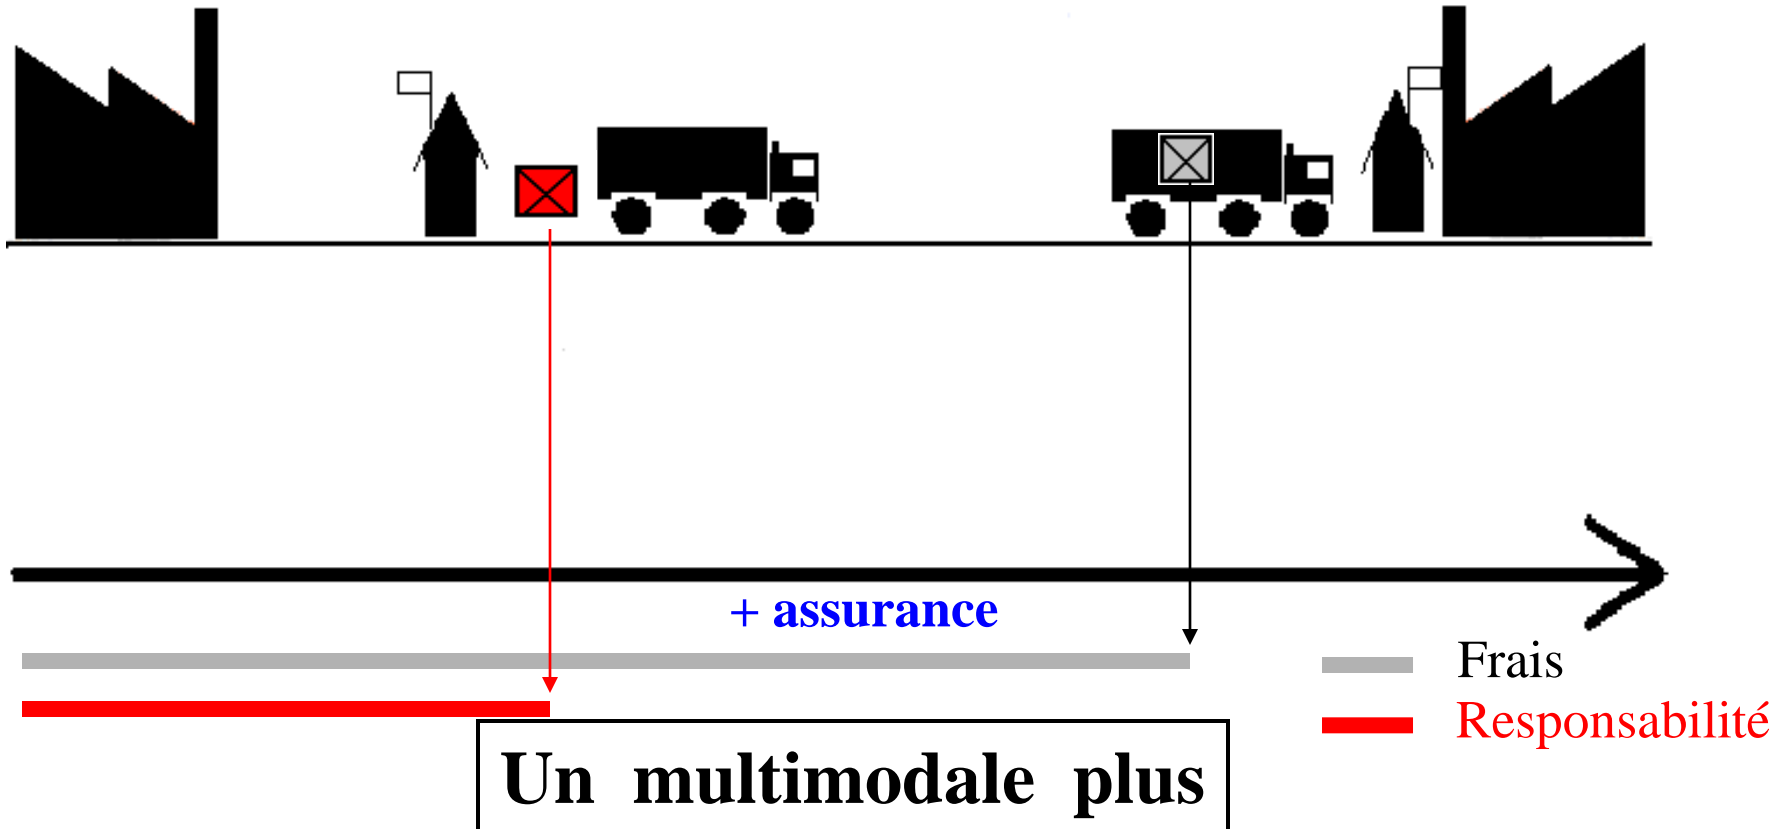 + assurance
Frais
Responsabilité
Un multimodale plus